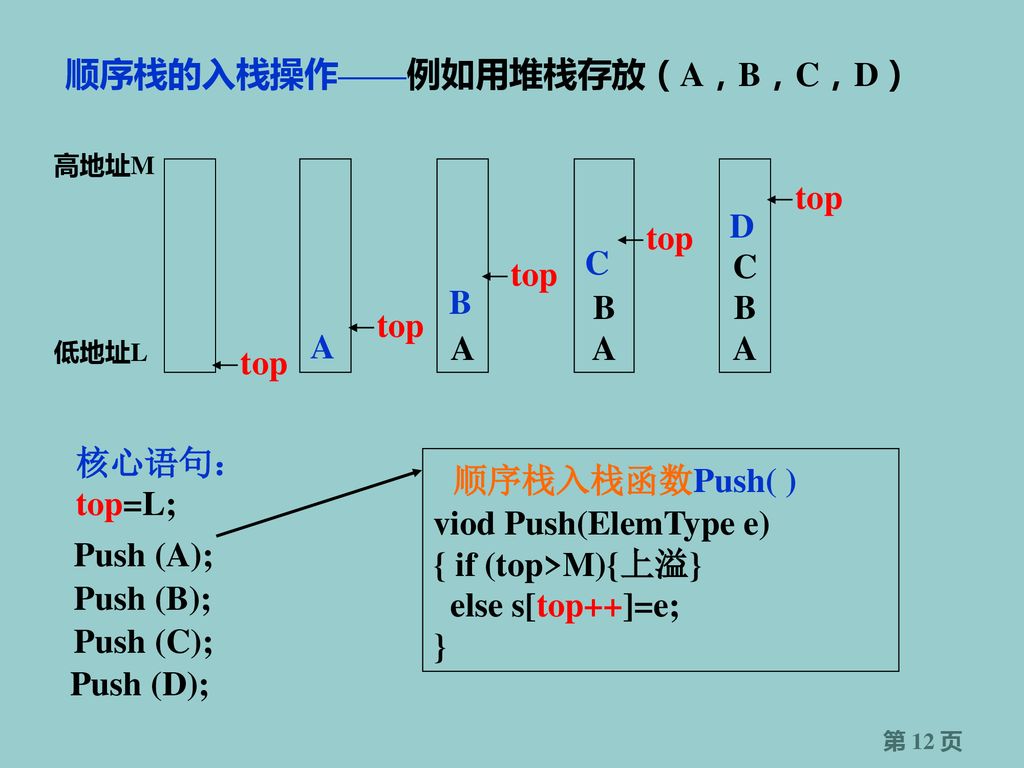 顺序栈的入栈操作——例如用堆栈存放（A，B，C，D）
高地址M
低地址L
top
A
top
B
A
top
C
B
A
top
D
C
B
A
top
核心语句：
top=L;
Push (A);
Push (B);
Push (C);
Push (D);
顺序栈入栈函数Push( )
viod Push(ElemType e)
{ if (top>M){上溢}
else s[top++]=e;
}
第 12 页